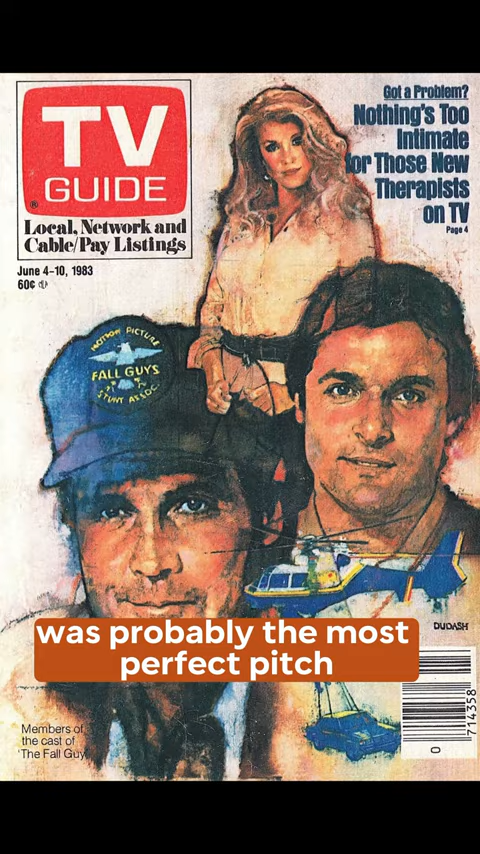 TV
GUIDE
®
Local, Network and
Cable/Pay Listings
June 4-10, 1983
60¢
Got a Problem?
Nothing's Too
Intimate
for Those New
Therapists
on TV
Page 4
MOTION PICTURE
FALL GUYS
STUNT ASSOC.
DUDASH
was probably the most
perfect pitch
Members of
the cast of
'The Fall Guy'
0
714358